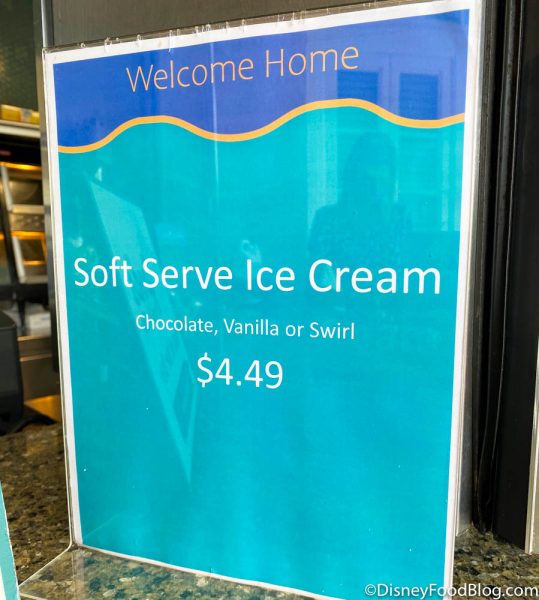 Welcome Home
Soft Serve Ice Cream
Chocolate, Vanilla or Swirl
$4.49
©DisneyFoodBlog.com